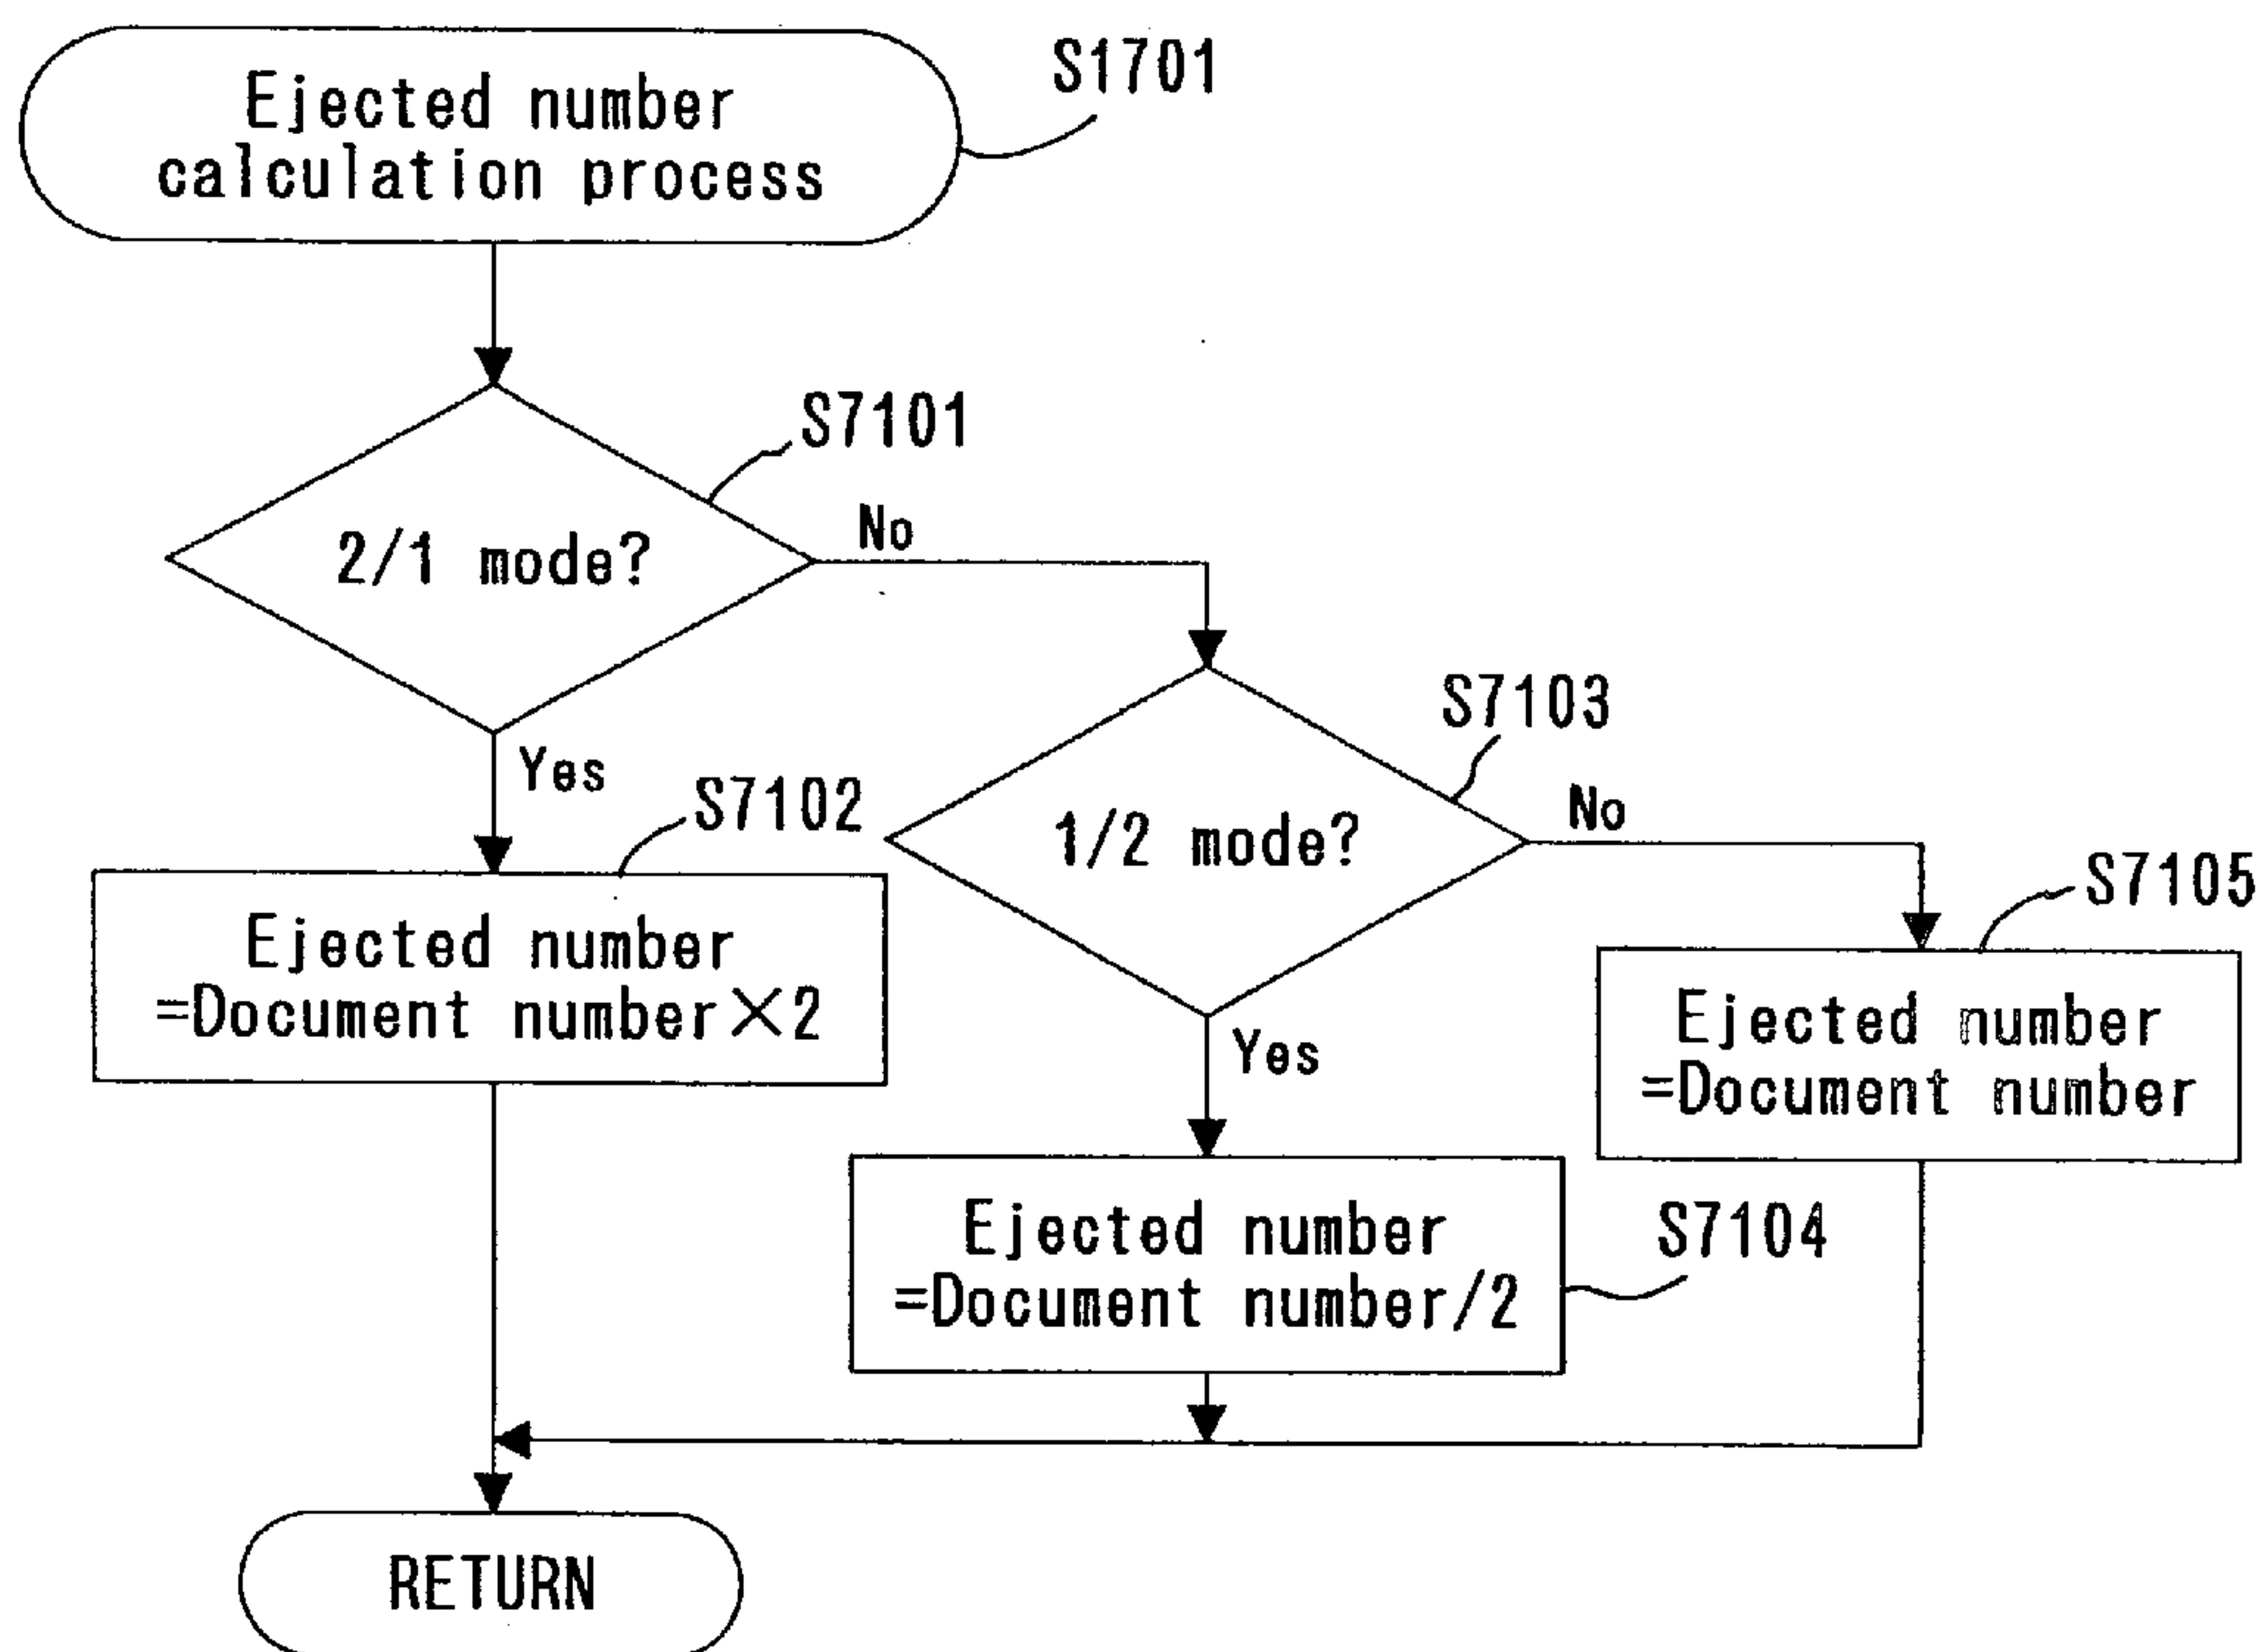 Ejected number
calculation process
S1701
S7101
2/1 mode?
No
Yes
S7102
Ejected number
=Document number×2
S7103
1/2 mode?
No
Yes
S7105
Ejected number
=Document number
S7104
Ejected number
=Document number/2
RETURN